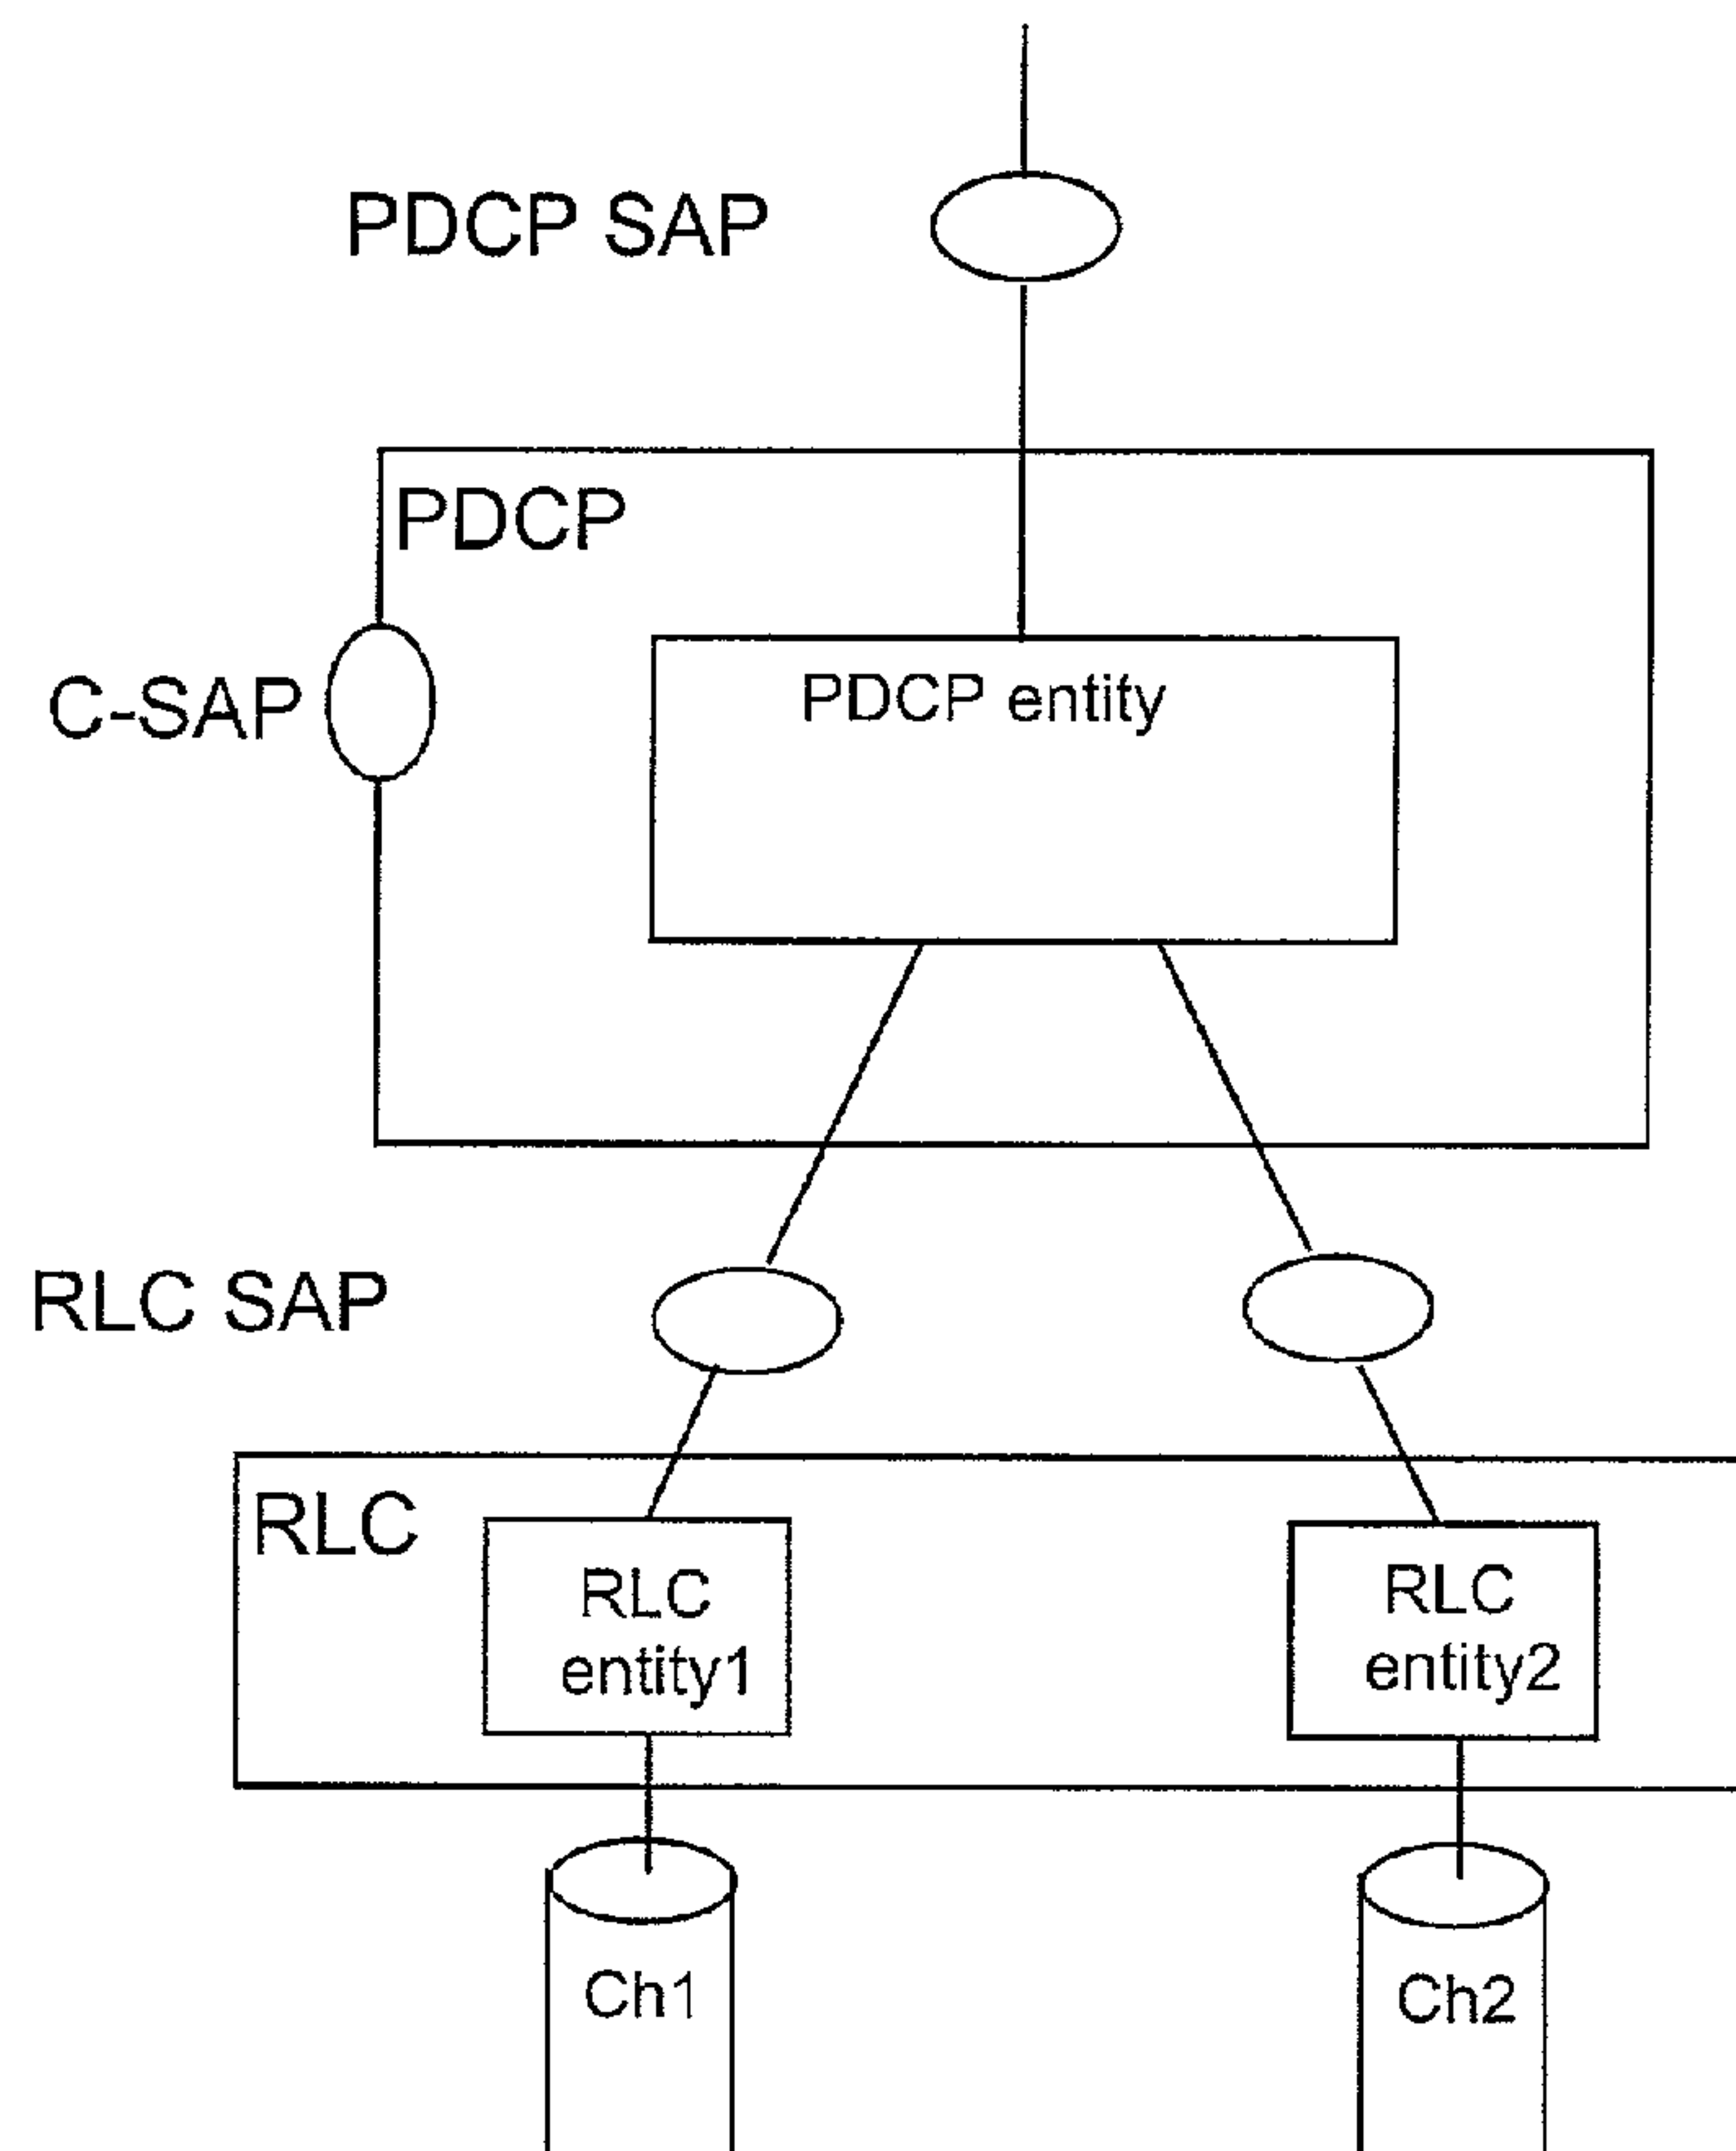 PDCP SAP
PDCP
C-SAP
PDCP entity
RLC SAP
RLC
RLC
entity1
RLC
entity2
Ch1
Ch2